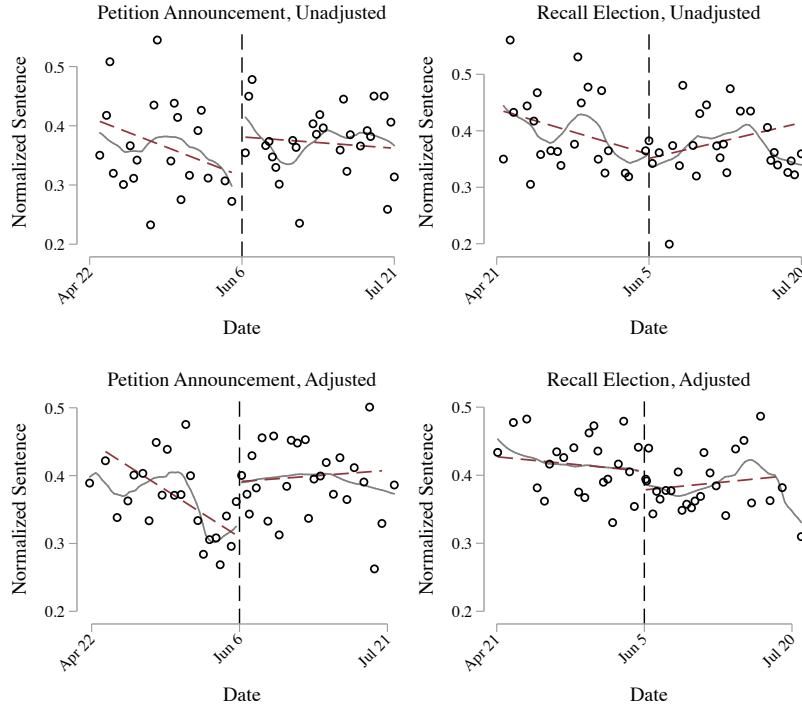 Petition Announcement, Unadjusted
Normalized Sentence
0.5
0.4
0.3
0.2
Apr 22
Jun 6
Jul 21
Date
Recall Election, Unadjusted
Normalized Sentence
0.5
0.4
0.3
0.2
Apr 21
Jun 5
Jul 20
Date
Petition Announcement, Adjusted
Normalized Sentence
0.5
0.4
0.3
0.2
Apr 22
Jun 6
Jul 21
Date
Recall Election, Adjusted
Normalized Sentence
0.5
0.4
0.3
0.2
Apr 21
Jun 5
Jul 20
Date